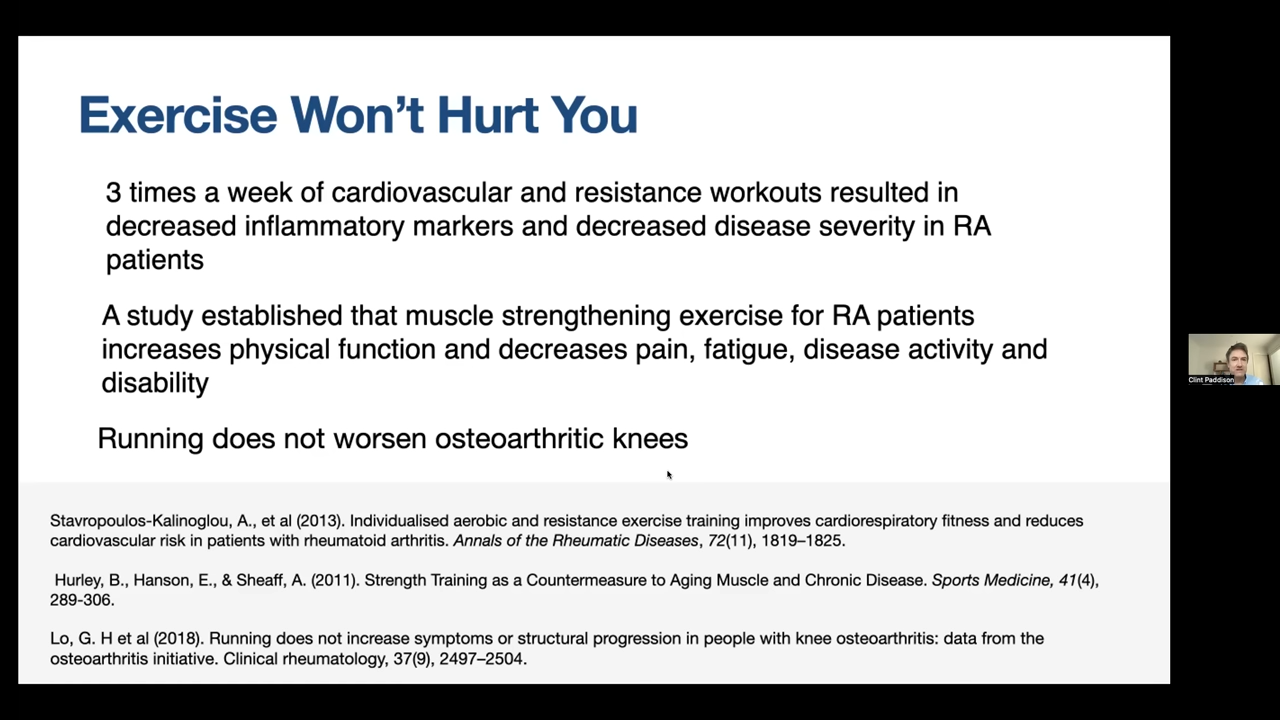 Exercise Won't Hurt You
3 times a week of cardiovascular and resistance workouts resulted in
decreased inflammatory markers and decreased disease severity in RA
patients
A study established that muscle strengthening exercise for RA patients
increases physical function and decreases pain, fatigue, disease activity and
disability
Running does not worsen osteoarthritic knees
Stavropoulos-Kalinoglou, A., et al (2013). Individualised aerobic and resistance exercise training improves cardiorespiratory fitness and reduces
cardiovascular risk in patients with rheumatoid arthritis. Annals of the Rheumatic Diseases, 72(11), 1819–1825.
Hurley, B., Hanson, E., & Sheaff, A. (2011). Strength Training as a Countermeasure to Aging Muscle and Chronic Disease. Sports Medicine, 41(4),
289-306.
Lo, G. H et al (2018). Running does not increase symptoms or structural progression in people with knee osteoarthritis: data from the
osteoarthritis initiative. Clinical rheumatology, 37(9), 2497–2504.
Clint Paddison